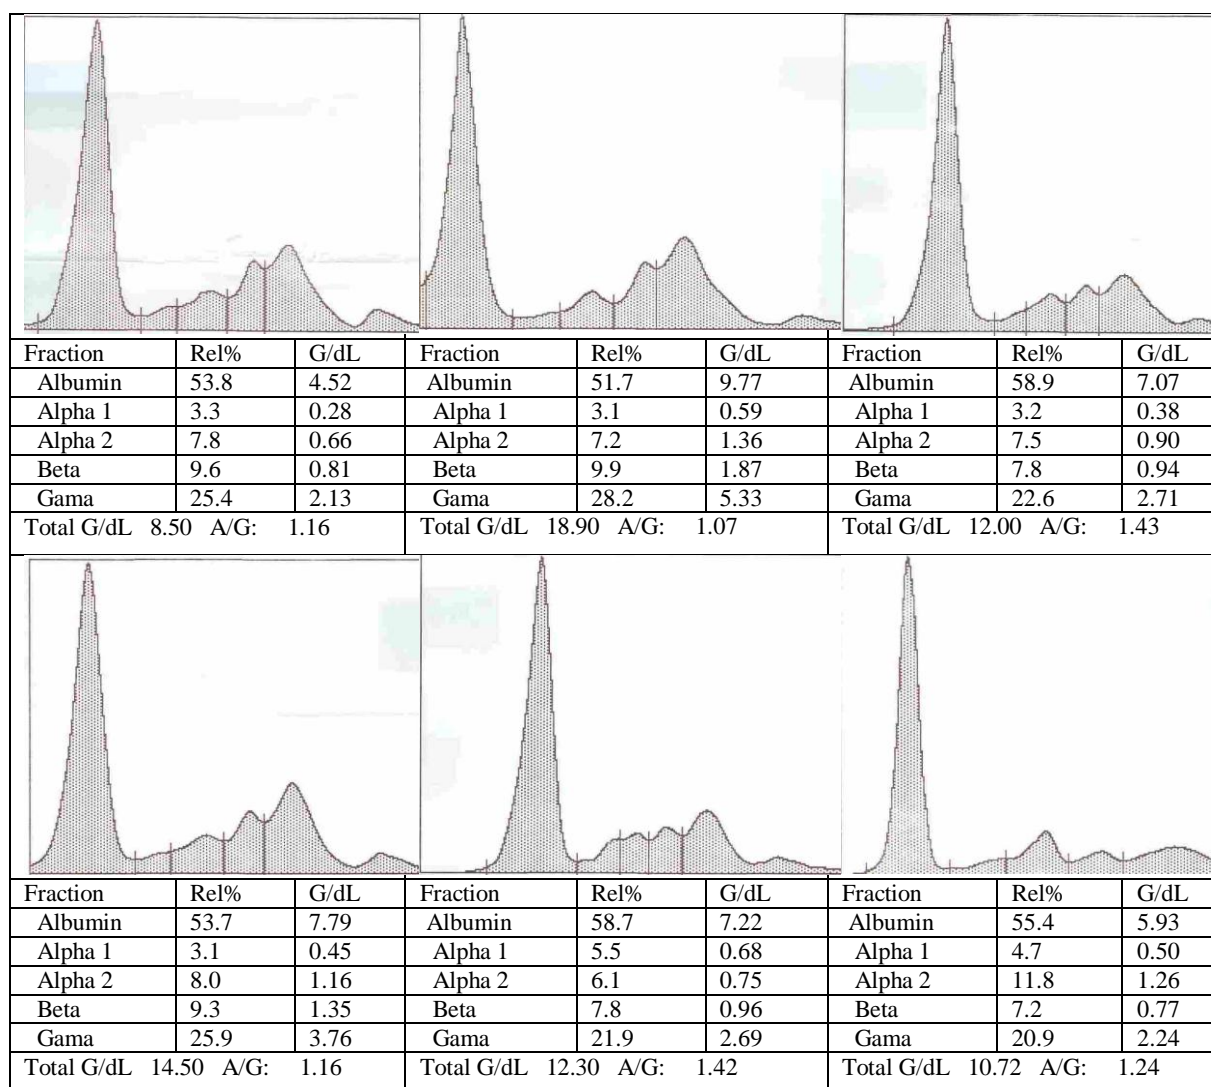 Fraction Rel% G/dL Fraction Rel% G/dL Fraction Rel% G/dL
Albumin 53.8 4.52 Albumin 51.7 9.77 Albumin 58.9 7.07
Alpha 1 3.3 0.28 Alpha 1 3.1 0.59 Alpha 1 3.2 0.38
Alpha 2 7.8 0.66 Alpha 2 7.2 1.36 Alpha 2 7.5 0.90
Beta 9.6 0.81 Beta 9.9 1.87 Beta 7.8 0.94
Gama 25.4 2.13 Gama 28.2 5.33 Gama 22.6 2.71
Total G/dL 8.50 A/G: 1.16 Total G/dL 18.90 A/G: 1.07 Total G/dL 12.00 A/G: 1.43
Fraction Rel% G/dL Fraction Rel% G/dL Fraction Rel% G/dL
Albumin 53.7 7.79 Albumin 58.7 7.22 Albumin 55.4 5.93
Alpha 1 3.1 0.45 Alpha 1 5.5 0.68 Alpha 1 4.7 0.50
Alpha 2 8.0 1.16 Alpha 2 6.1 0.75 Alpha 2 11.8 1.26
Beta 9.3 1.35 Beta 7.8 0.96 Beta 7.2 0.77
Gama 25.9 3.76 Gama 21.9 2.69 Gama 20.9 2.24
Total G/dL 14.50 A/G: 1.16 Total G/dL 12.30 A/G: 1.42 Total G/dL 10.72 A/G: 1.24